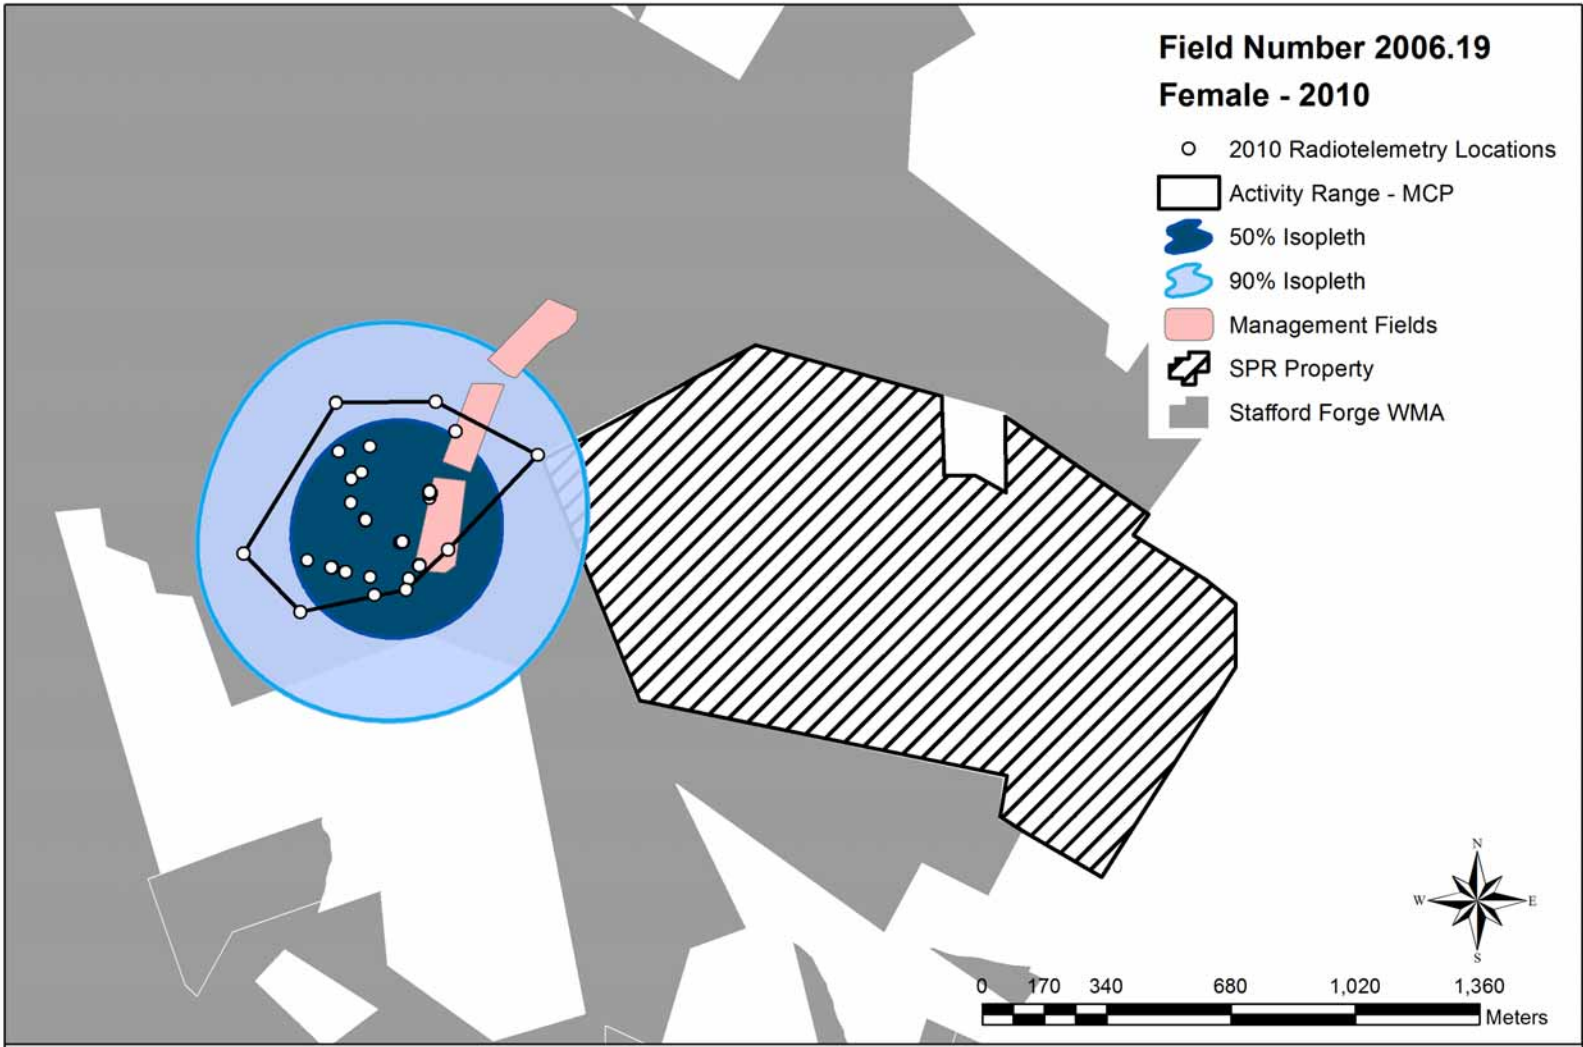 Field Number 2006.19
Female - 2010
2010 Radiotelemetry Locations
Activity Range - MCP
50% Isopleth
90% Isopleth
Management Fields
SPR Property
Stafford Forge WMA
N
W E
S
0 170 340 680 1,020 1,360
Meters